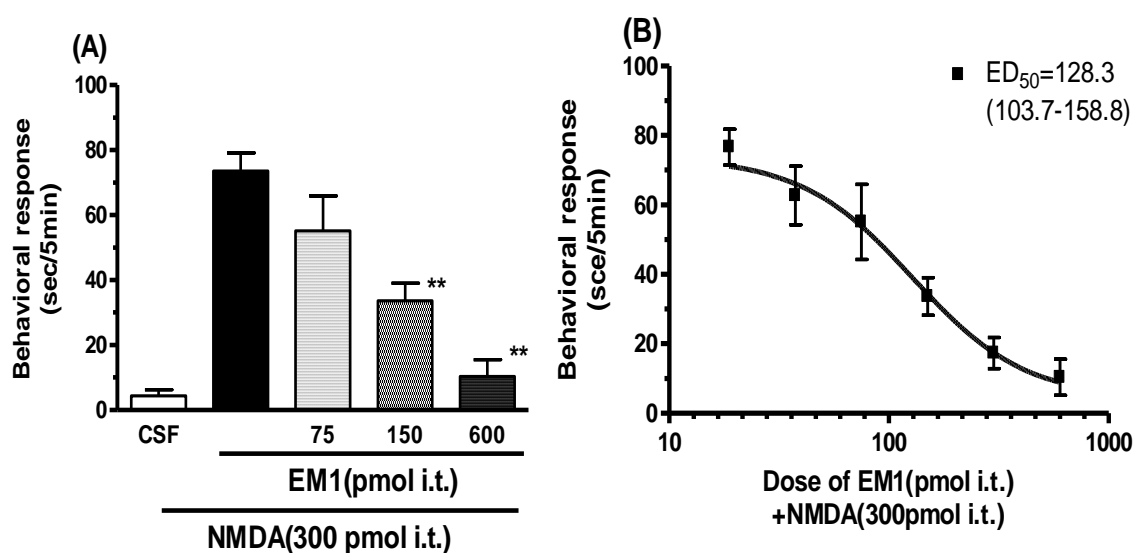 (A)
100
80
60
40
20
0
Behavioral response
(sec/5min)
**
**
CSF 75 150 600
EM1(pmol i.t.)
NMDA(300 pmol i.t.)
(B)
ED50=128.3
(103.7-158.8)
100
80
60
40
20
0
Behavioral response
(sce/5min)
10 100 1000
Dose of EM1(pmol i.t.)
+NMDA(300pmol i.t.)